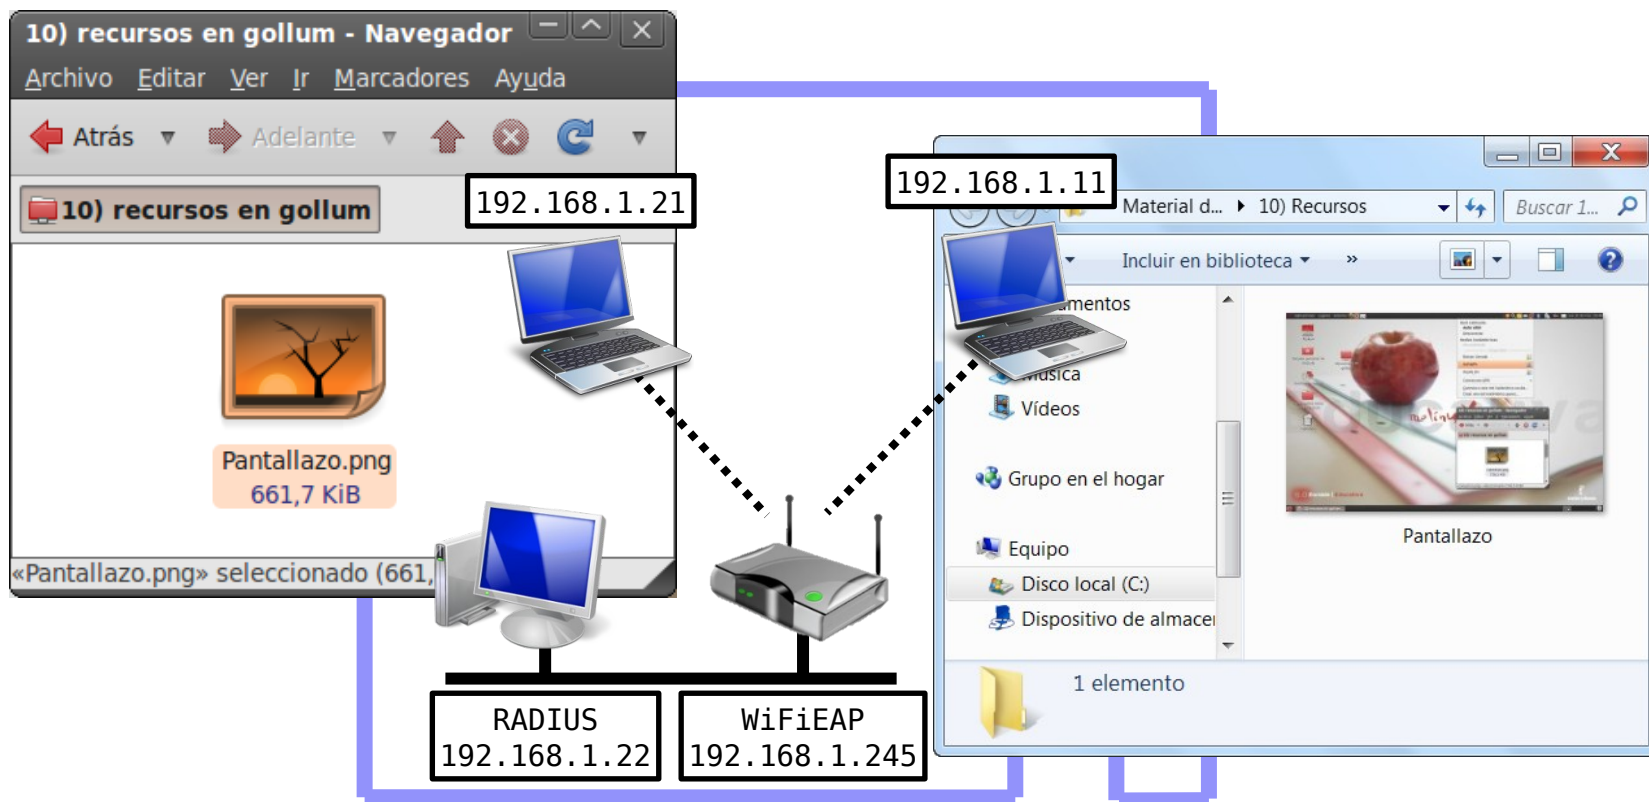 10) recursos en gollum - Navegador
Archivo Editar Ver Ir Marcadores Ayuda
Atrás Adelante
10) recursos en gollum
192.168.1.21
Pantallazo.png
661,7 KiB
«Pantallazo.png» seleccionado (661,
192.168.1.11
Material d... 10) Recursos
Buscar 1...
Incluir en biblioteca »
Música
Vídeos
Grupo en el hogar
Equipo
Disco local (C:)
Dispositivo de almace
Pantallazo
1 elemento
RADIUS
192.168.1.22
WiFiEAP
192.168.1.245